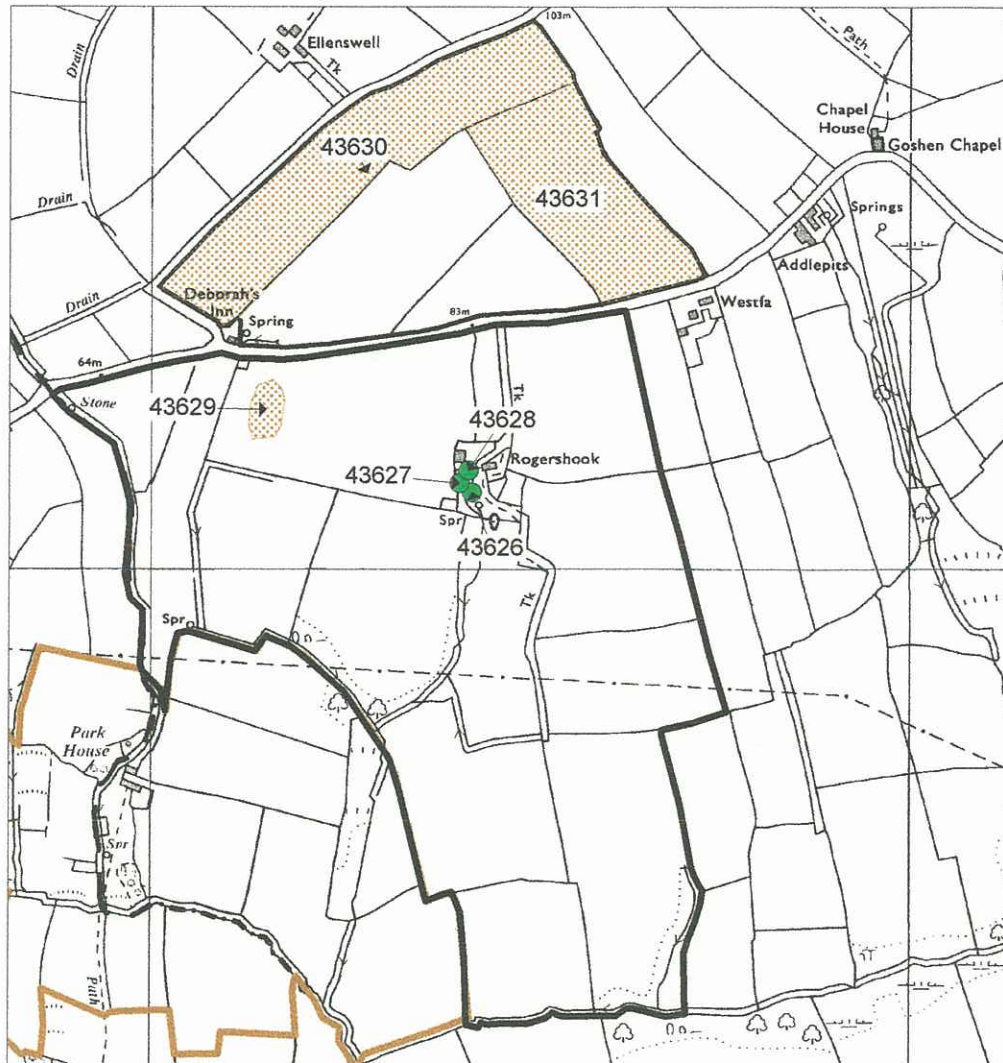 103m
Path
Drain
Ellenswell
Tk
Chapel
House
Goshen Chapel
43630
43631
Drain
Springs
Addlepits
Drain
Deborah's
Inn
Spring
83m
Westfa
64m
Stone
43629
43628
Tk
Rogershook
43627
Spr
43626
Tk
Spr
Park
House
Spr
Path